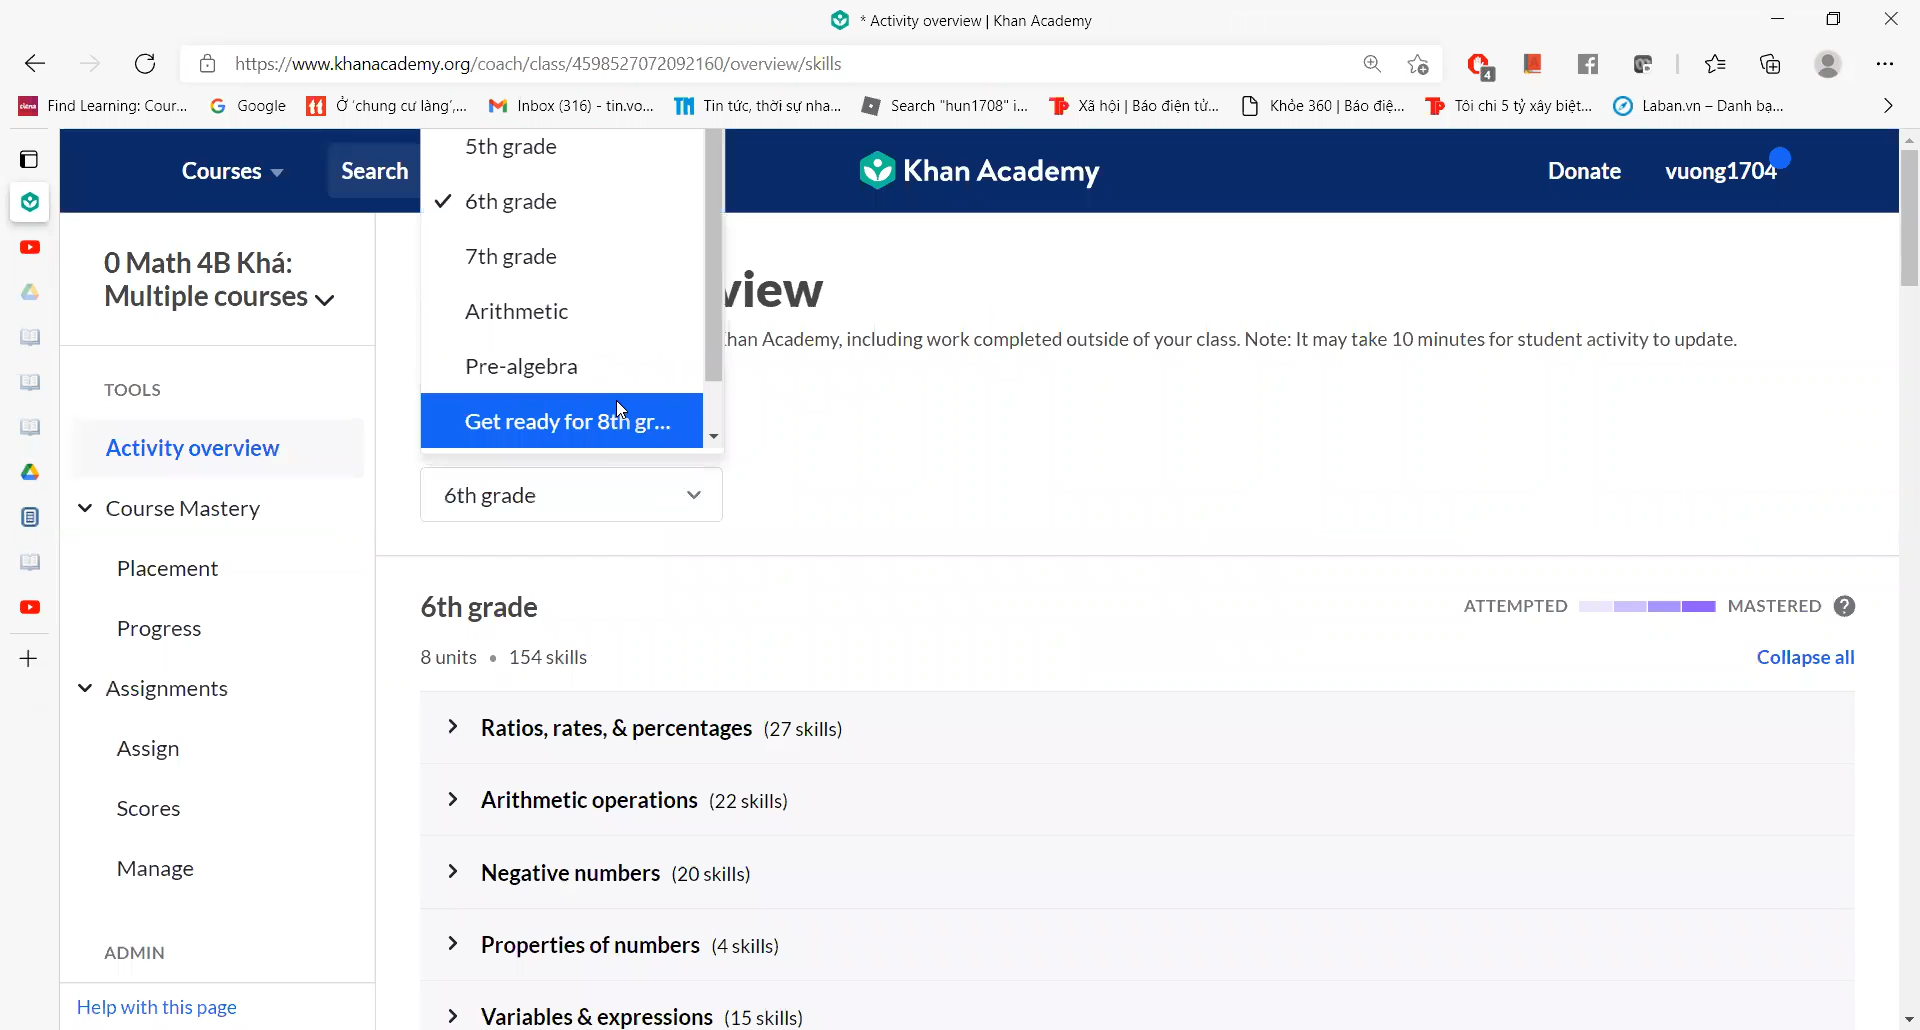 * Activity overview | Khan Academy
https://www.khanacademy.org/coach/class/4598527072092160/overview/skills
4
Find Learning: Cour...
Google
Ở 'chung cư làng',...
Inbox (316) - tin.vo...
Tin tức, thời sự nha...
Search "hun1708" i...
Xã hội | Báo điện tử...
Khỏe 360 | Báo điệ...
Tôi chi 5 tỷ xây biệt...
Laban.vn – Danh bạ...
Courses
Search
Khan Academy
Donate
vuong1704
5th grade
6th grade
7th grade
Arithmetic
Pre-algebra
Get ready for 8th gr...
0 Math 4B Khá:
Multiple courses
TOOLS
Activity overview
Course Mastery
Placement
Progress
Assignments
Assign
Scores
Manage
ADMIN
Help with this page
view
Khan Academy, including work completed outside of your class. Note: It may take 10 minutes for student activity to update.
6th grade
6th grade
ATTEMPTED
MASTERED
?
8 units • 154 skills
Collapse all
Ratios, rates, & percentages (27 skills)
Arithmetic operations (22 skills)
Negative numbers (20 skills)
Properties of numbers (4 skills)
Variables & expressions (15 skills)